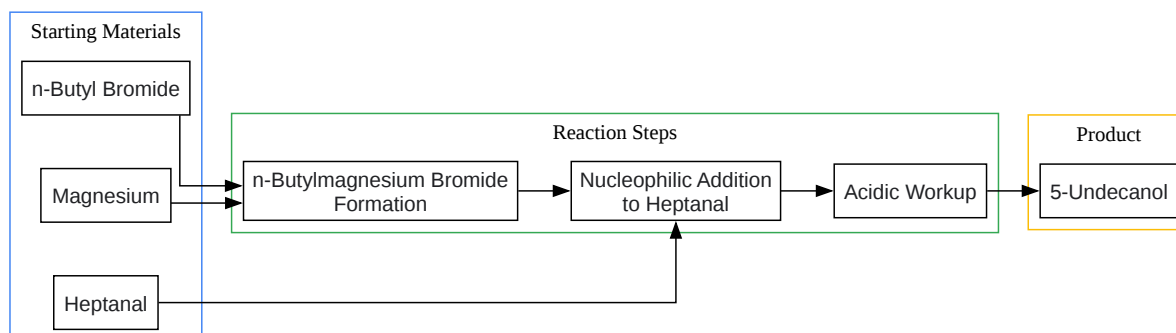 Starting Materials
n-Butyl Bromide
Magnesium
Heptanal
Reaction Steps
n-Butylmagnesium Bromide
Formation
Nucleophilic Addition
to Heptanal
Acidic Workup
Product
5-Undecanol